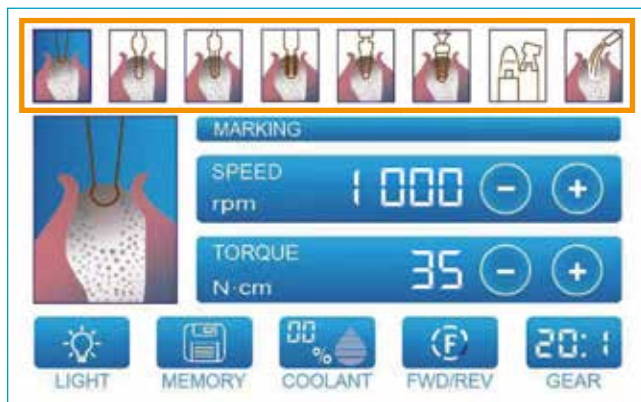 MARKING
SPEED
rpm
1000
TORQUE
N·cm
35
00
%
F
20:1
LIGHT
MEMORY
COOLANT
FWD/REV
GEAR